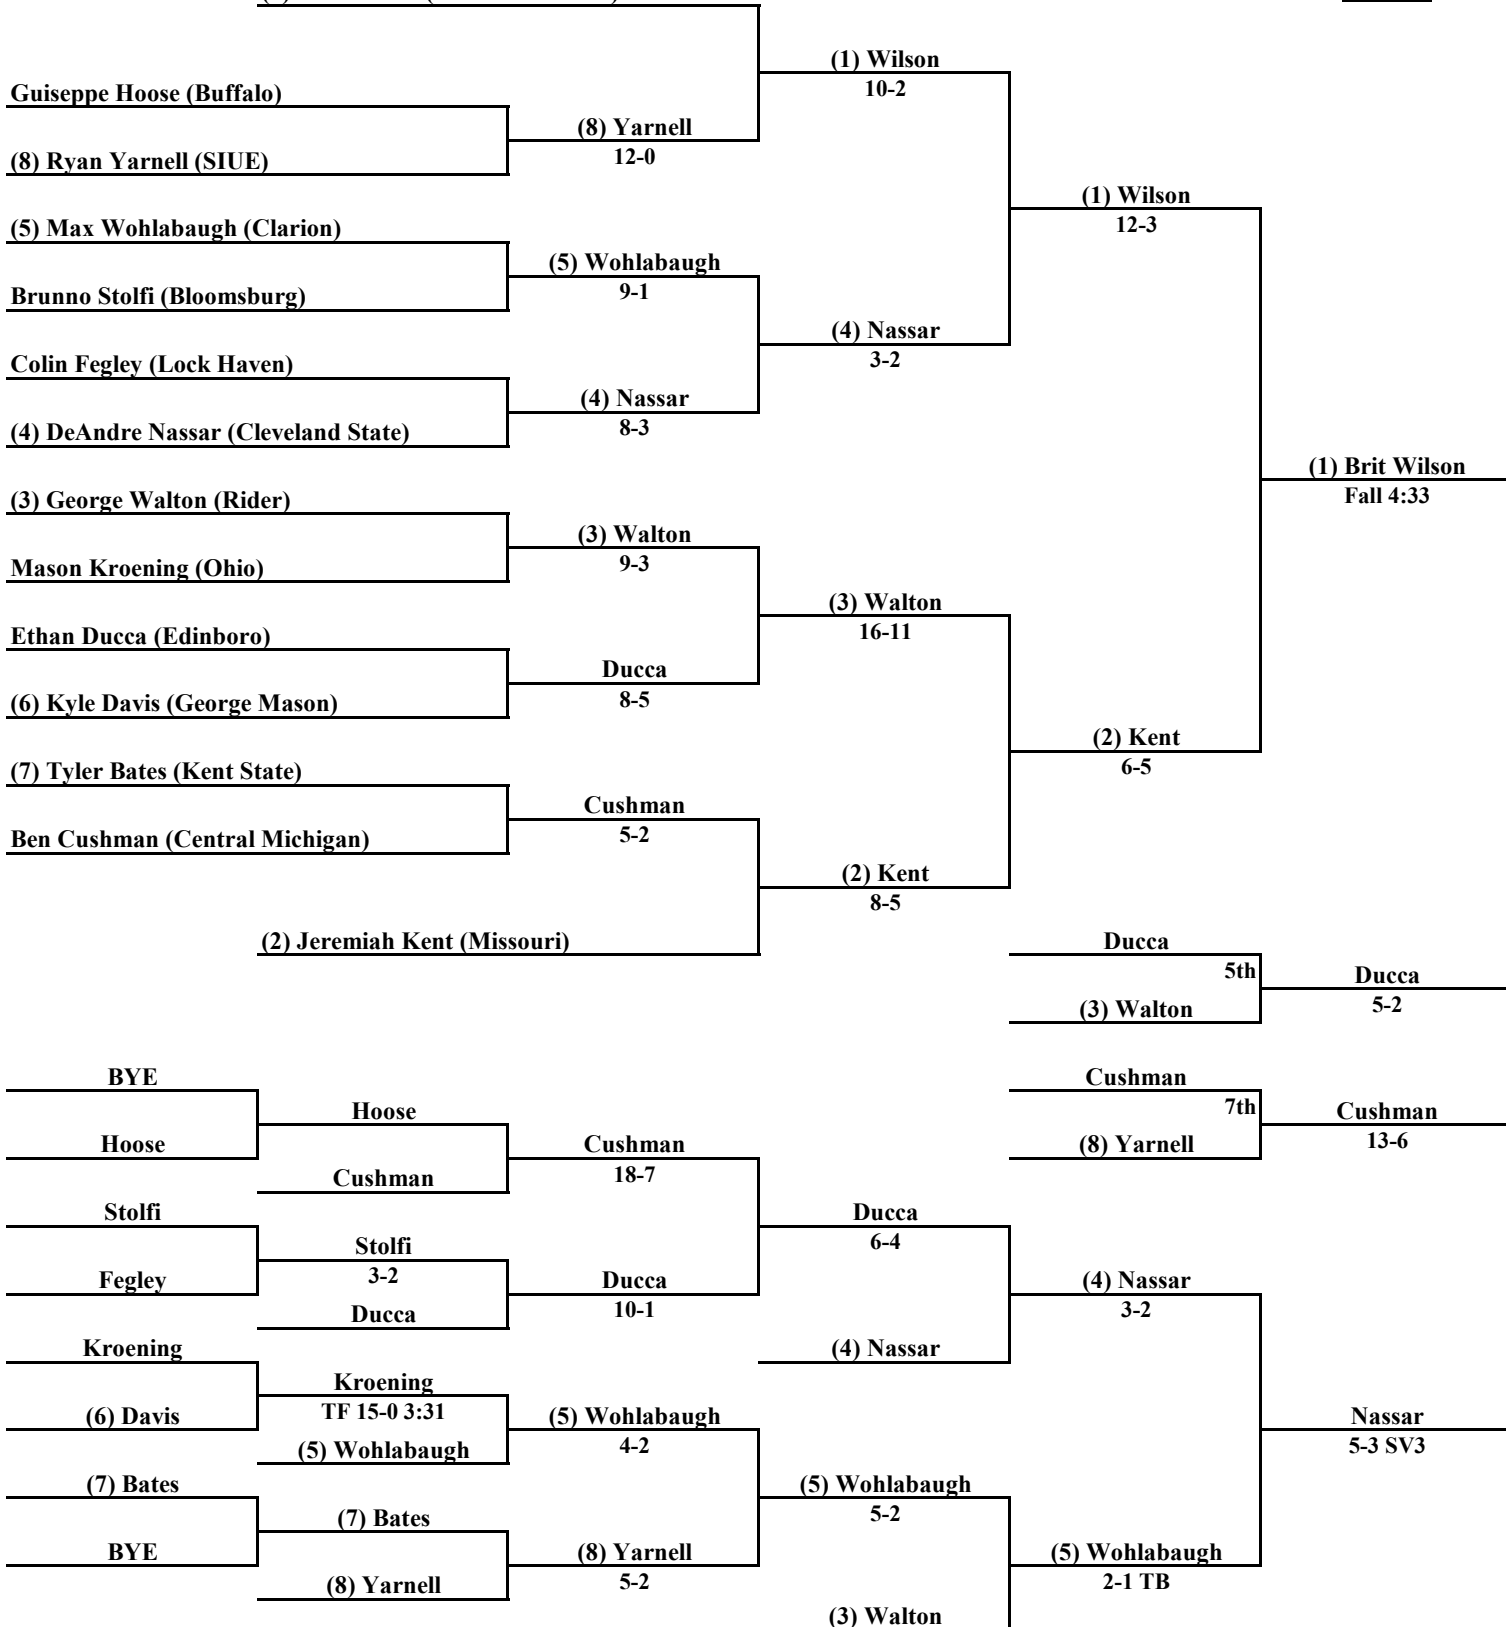 (1) Wilson
10-2
Guiseppe Hoose (Buffalo)
(8) Yarnell
12-0
(8) Ryan Yarnell (SIUE)
(1) Wilson
12-3
(5) Max Wohlabaugh (Clarion)
(5) Wohlabaugh
9-1
Brunno Stolfi (Bloomsburg)
(4) Nassar
3-2
Colin Fegley (Lock Haven)
(4) Nassar
8-3
(4) DeAndre Nassar (Cleveland State)
(1) Brit Wilson
Fall 4:33
(3) George Walton (Rider)
(3) Walton
9-3
Mason Kroening (Ohio)
(3) Walton
16-11
Ethan Ducca (Edinboro)
Ducca
8-5
(6) Kyle Davis (George Mason)
(2) Kent
6-5
(7) Tyler Bates (Kent State)
Cushman
5-2
Ben Cushman (Central Michigan)
(2) Kent
8-5
(2) Jeremiah Kent (Missouri)
Ducca
5th
Ducca
5-2
(3) Walton
BYE
Cushman
7th
Hoose
Cushman
13-6
Hoose
Cushman
18-7
(8) Yarnell
Cushman
Stolfi
Ducca
6-4
Stolfi
3-2
Fegley
Ducca
10-1
(4) Nassar
3-2
Ducca
Kroening
(4) Nassar
Kroening
TF 15-0 3:31
(6) Davis
(5) Wohlabaugh
4-2
Nassar
5-3 SV3
(5) Wohlabaugh
(7) Bates
(5) Wohlabaugh
5-2
(7) Bates
BYE
(8) Yarnell
5-2
(5) Wohlabaugh
2-1 TB
(8) Yarnell
(3) Walton